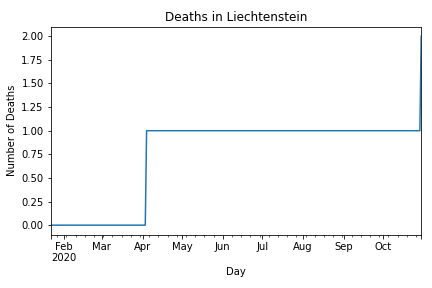 Deaths in Liechtenstein
2.00
1.75
1.50
1.25
1.00
0.75
0.50
0.25
0.00
Number of Deaths
Feb Mar Apr May Jun Jul Aug Sep Oct
2020
Day